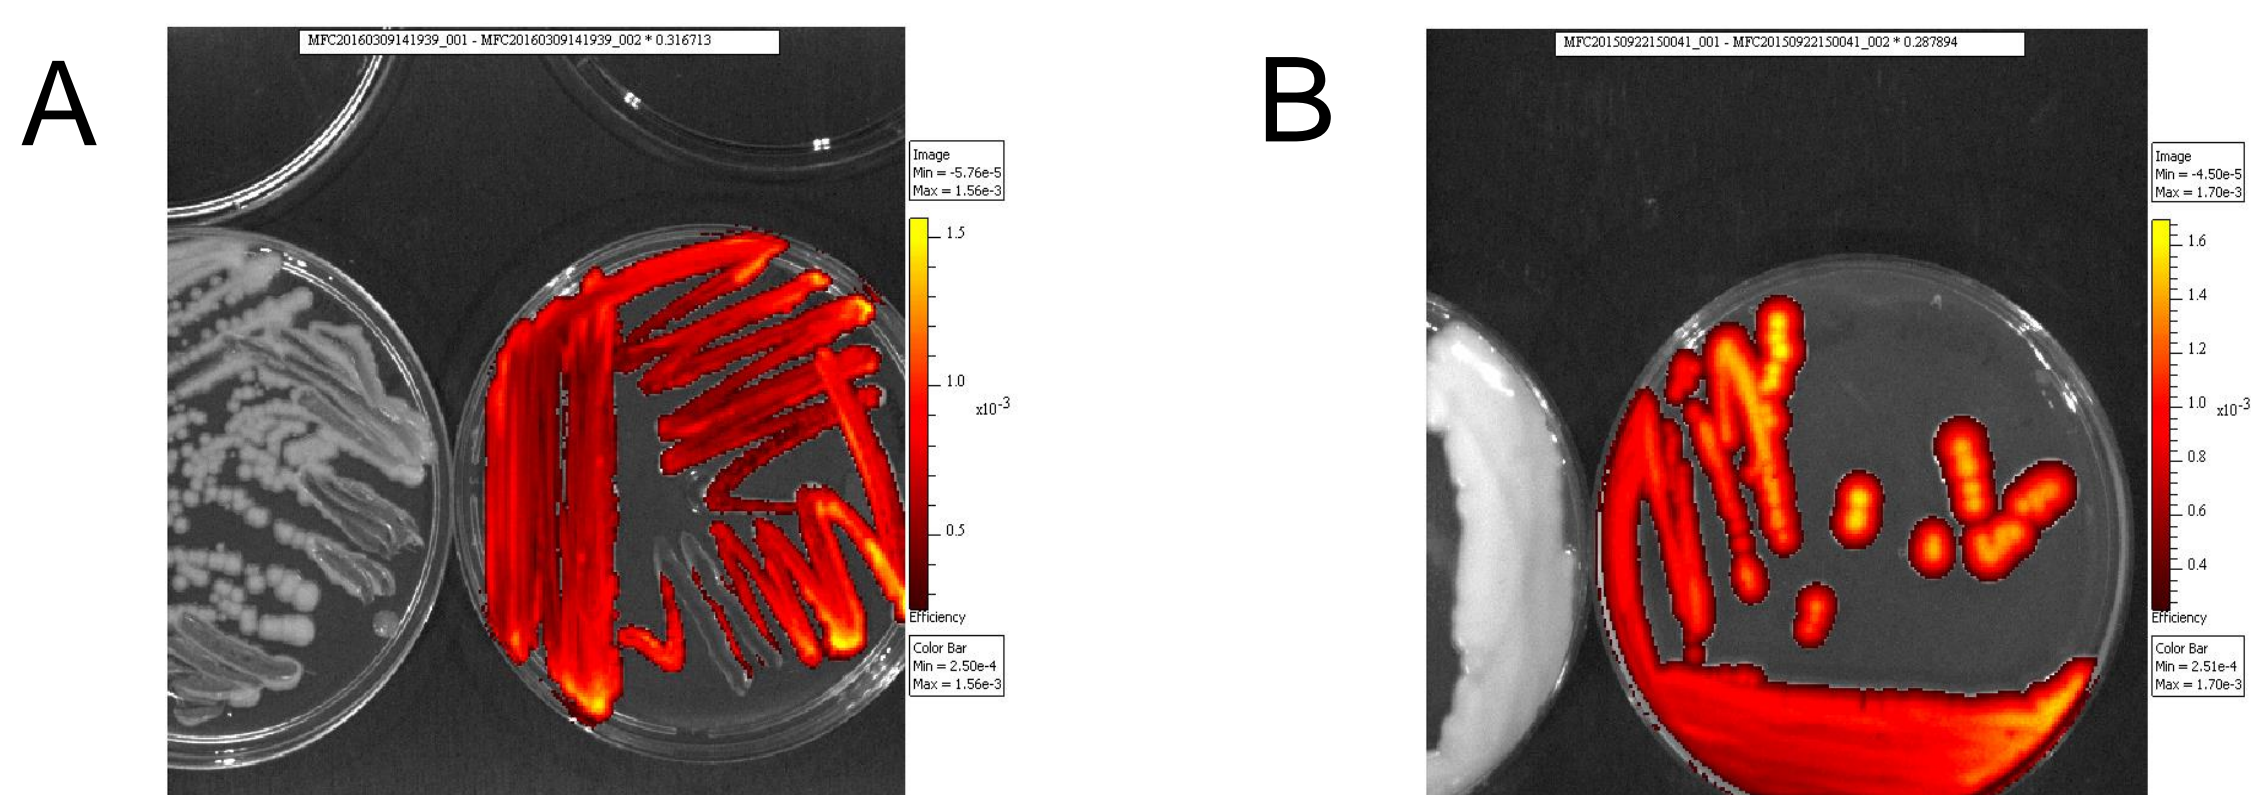 A
MFC20160309141939_001 - MFC20160309141939_002 * 0.316713
Image
Min = -5.76e-5
Max = 1.56e-3
1.5
1.0
x10-3
0.5
Efficiency
Color Bar
Min = 2.50e-4
Max = 1.56e-3
B
MFC20150922150041_001 - MFC20150922150041_002 * 0.287894
Image
Min = -4.50e-5
Max = 1.70e-3
1.6
1.4
1.2
1.0 x10-3
0.8
0.6
0.4
Efficiency
Color Bar
Min = 2.51e-4
Max = 1.70e-3